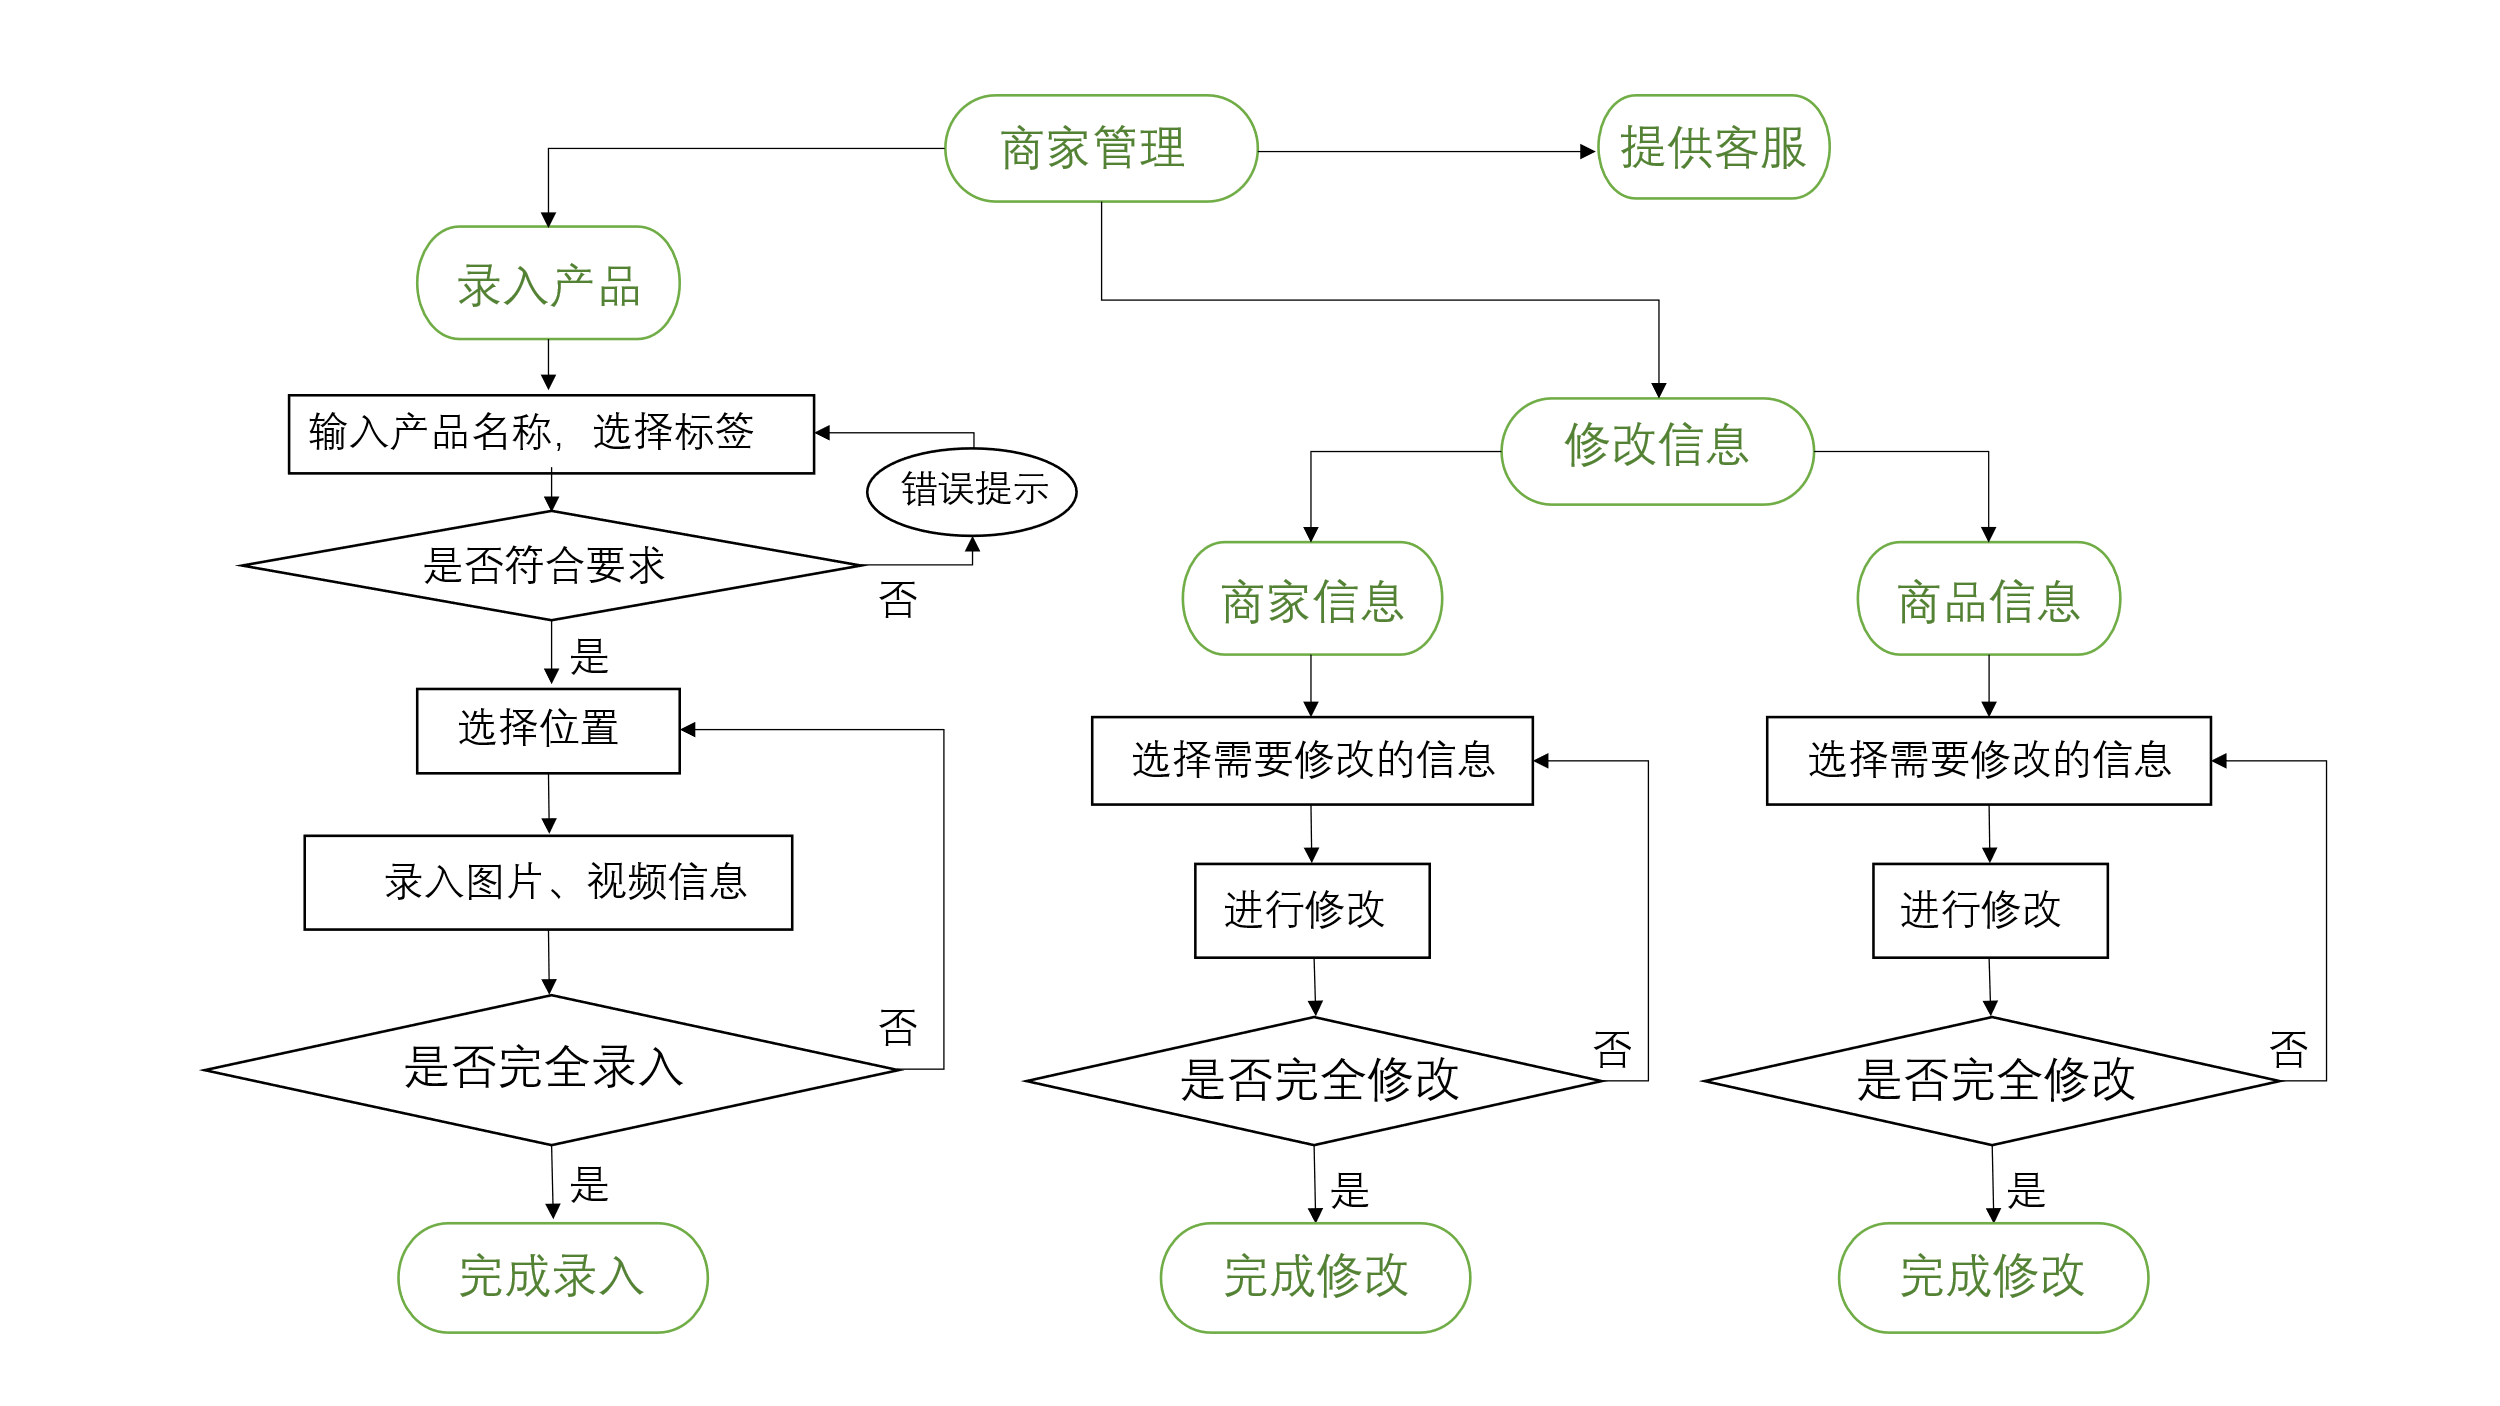 商家管理
提供客服
录入产品
输入产品名称，选择标签
错误提示
是否符合要求
否
是
选择位置
录入图片、视频信息
否
是否完全录入
是
完成录入
修改信息
商家信息
选择需要修改的信息
进行修改
否
是否完全修改
是
完成修改
商品信息
选择需要修改的信息
进行修改
否
是否完全修改
是
完成修改